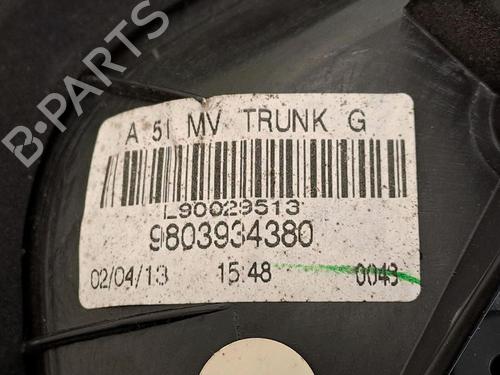 B-PARTS
A 51 MV TRUNK G
L90029513
9803934380
02/04/13 15:48 0043